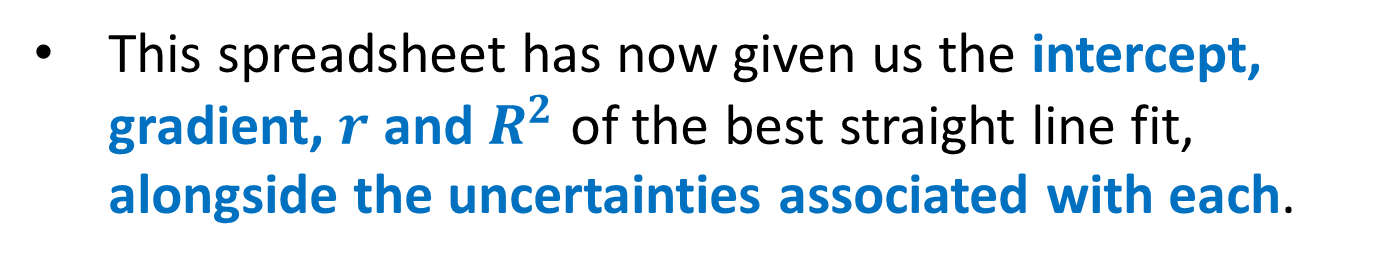 • This spreadsheet has now given us the intercept,
gradient, r and R² of the best straight line fit,
alongside the uncertainties associated with each.